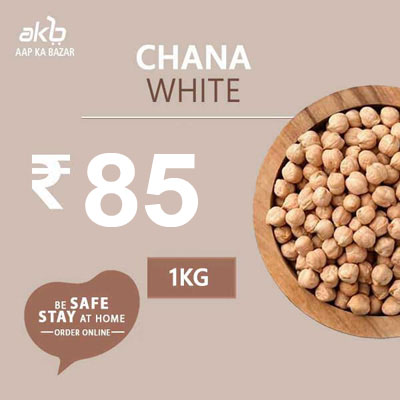 akb
AAP KA BAZAR
CHANA
WHITE
₹ 85
1KG
BE SAFE
STAY AT HOME
ORDER ONLINE